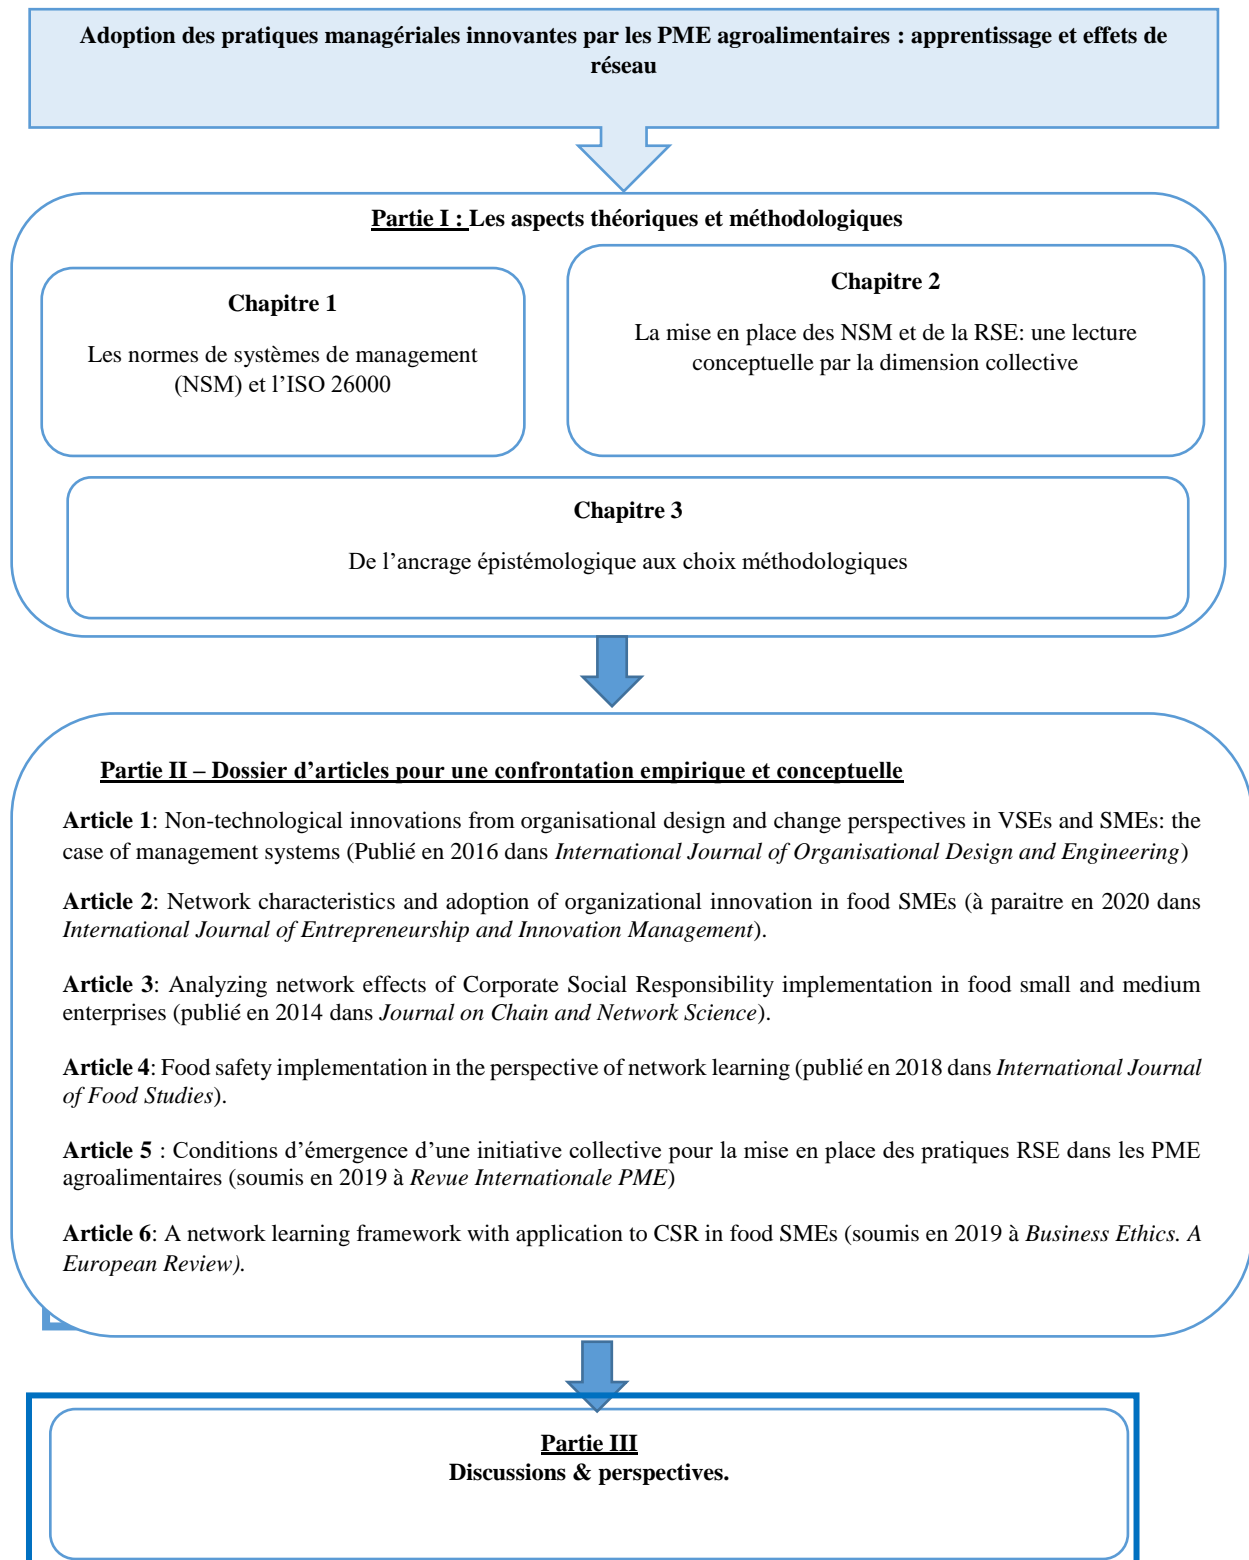 Adoption des pratiques managériales innovantes par les PME agroalimentaires : apprentissage et effets de
réseau
Partie I : Les aspects théoriques et méthodologiques
Chapitre 1
Les normes de systèmes de management
(NSM) et l’ISO 26000
Chapitre 2
La mise en place des NSM et de la RSE: une lecture
conceptuelle par la dimension collective
Chapitre 3
De l’ancrage épistémologique aux choix méthodologiques
Partie II – Dossier d’articles pour une confrontation empirique et conceptuelle
Article 1: Non-technological innovations from organisational design and change perspectives in VSEs and SMEs: the
case of management systems (Publié en 2016 dans International Journal of Organisational Design and Engineering)
Article 2: Network characteristics and adoption of organizational innovation in food SMEs (à paraitre en 2020 dans
International Journal of Entrepreneurship and Innovation Management).
Article 3: Analyzing network effects of Corporate Social Responsibility implementation in food small and medium
enterprises (publié en 2014 dans Journal on Chain and Network Science).
Article 4: Food safety implementation in the perspective of network learning (publié en 2018 dans International Journal
of Food Studies).
Article 5 : Conditions d’émergence d’une initiative collective pour la mise en place des pratiques RSE dans les PME
agroalimentaires (soumis en 2019 à Revue Internationale PME)
Article 6: A network learning framework with application to CSR in food SMEs (soumis en 2019 à Business Ethics. A
European Review).
Partie III
Discussions & perspectives.